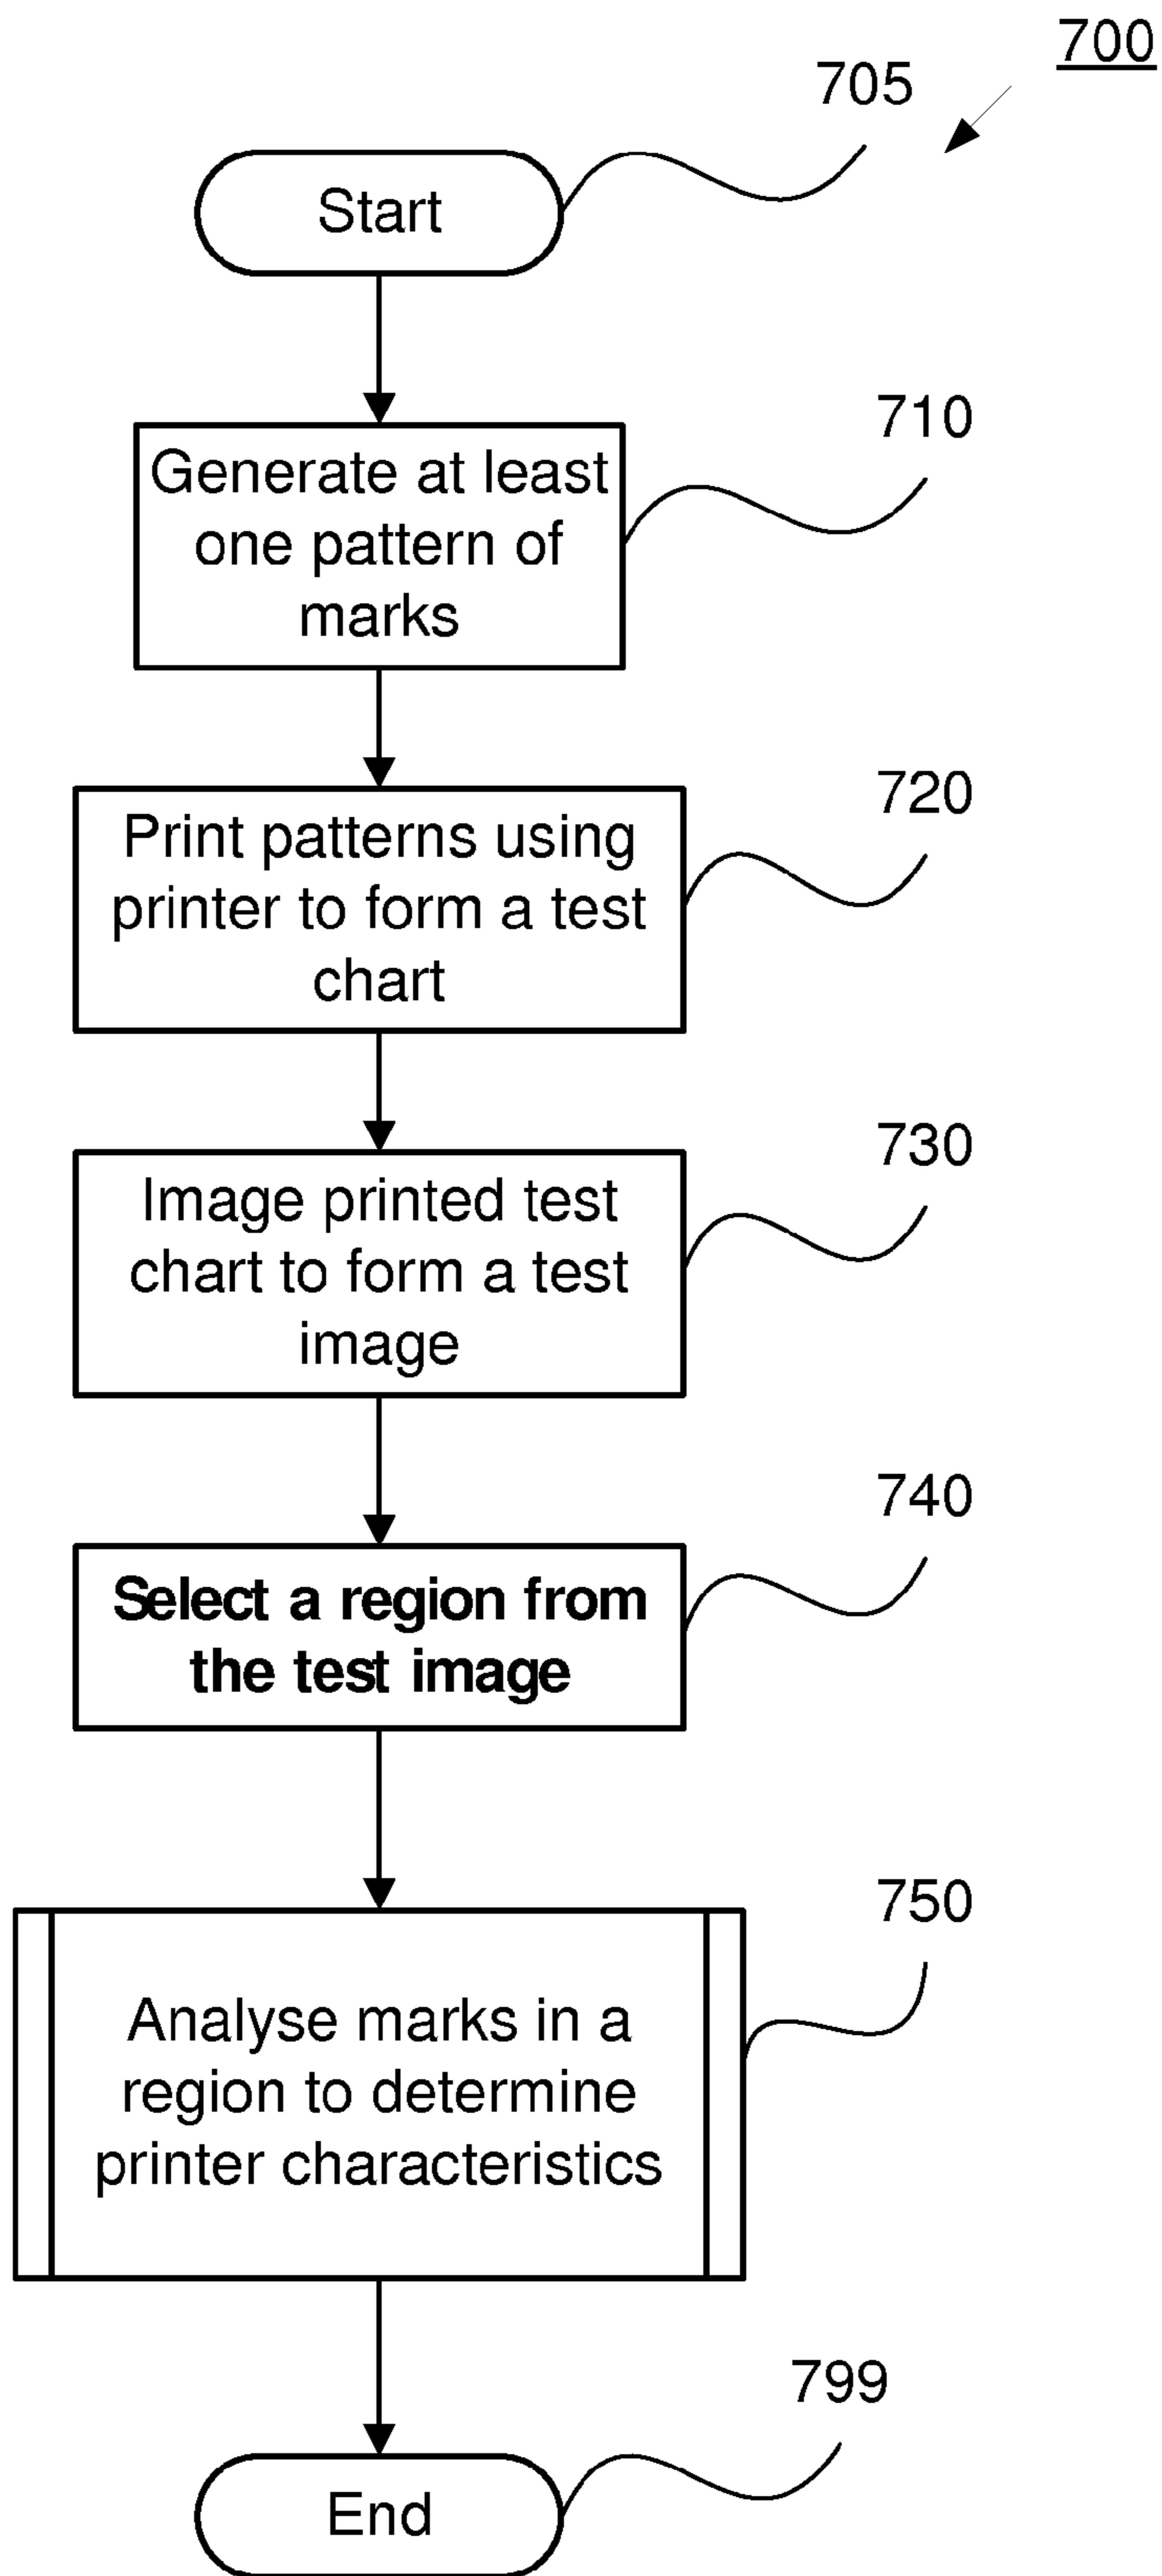 700
705
Start
710
Generate at least
one pattern of
marks
720
Print patterns using
printer to form a test
chart
730
Image printed test
chart to form a test
image
740
Select a region from
the test image
750
Analyse marks in a
region to determine
printer characteristics
799
End